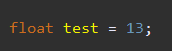 float test = 13;